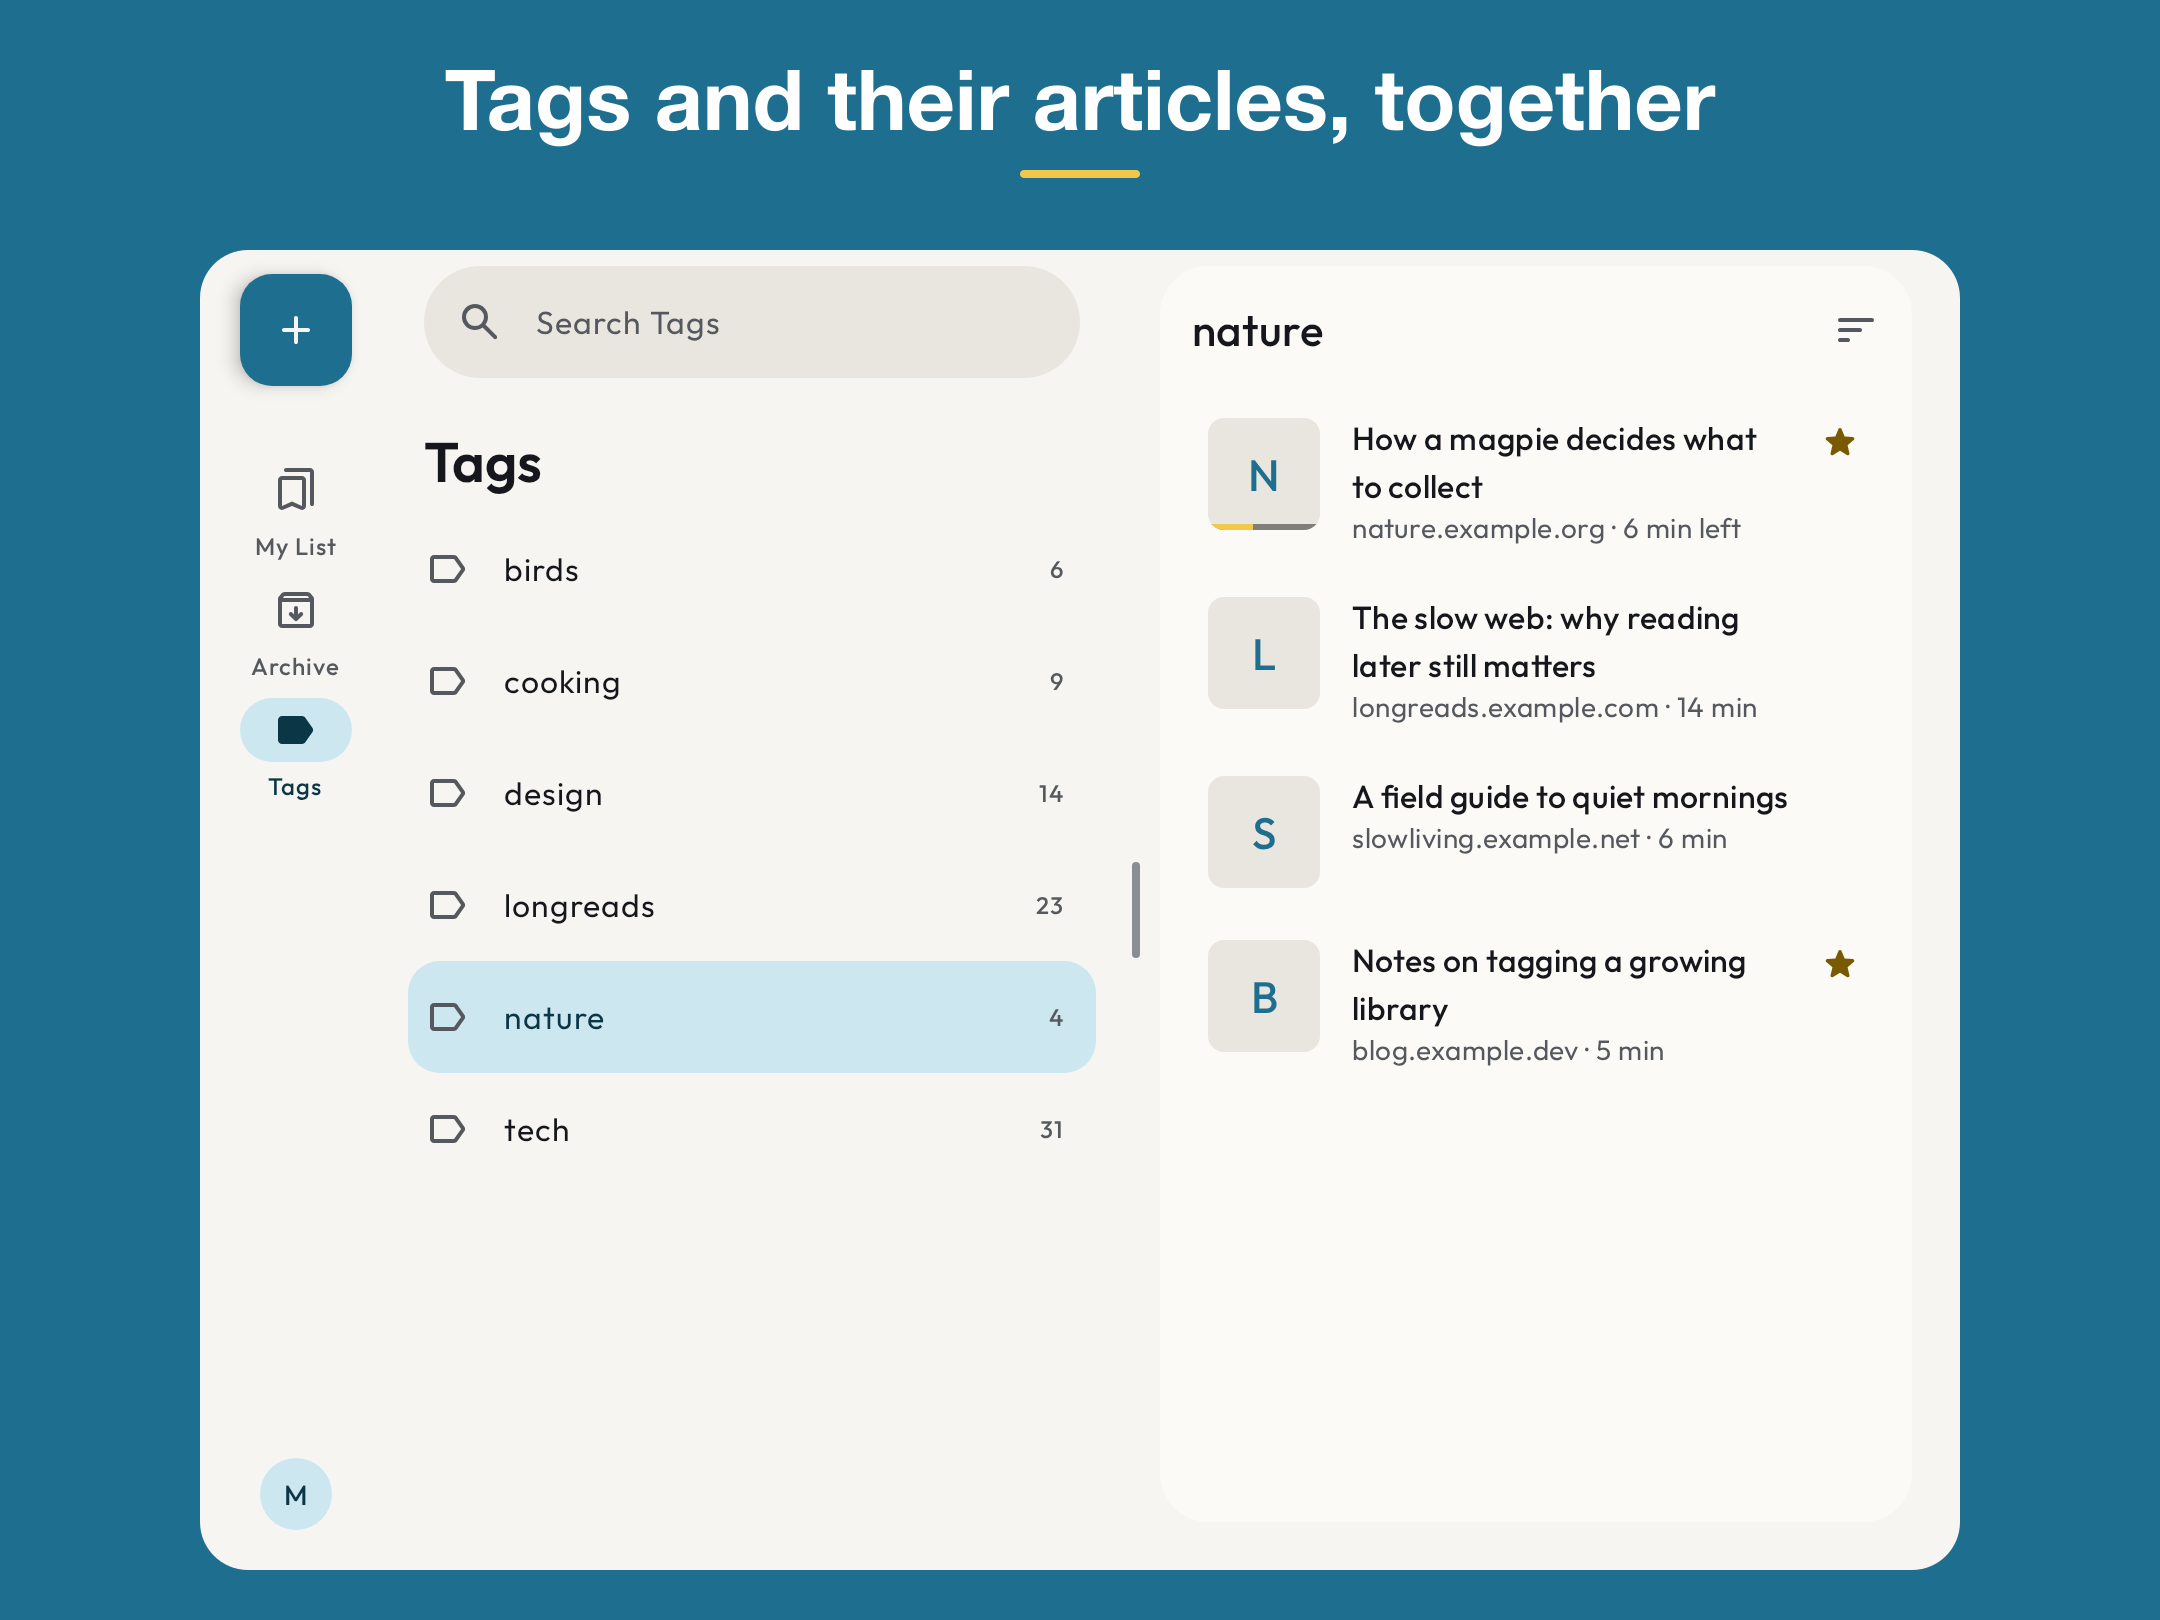 Tags and their articles, together
Search Tags
My List
Archive
Tags
M
Tags
birds 6
cooking 9
design 14
longreads 23
nature 4
tech 31
nature
N
How a magpie decides what
to collect
nature.example.org · 6 min left
L
The slow web: why reading
later still matters
longreads.example.com · 14 min
S
A field guide to quiet mornings
slowliving.example.net · 6 min
B
Notes on tagging a growing
library
blog.example.dev · 5 min